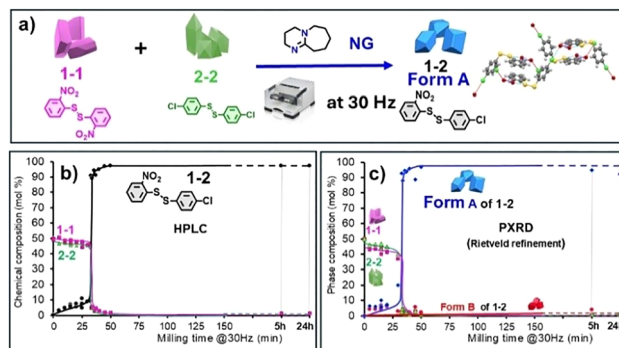 a)
1-1
+
2-2
N
N
NG
at 30 Hz
1-2
Form A
NO₂
S
S
O₂N
Cl
S
S
Cl
NO₂
S
S
Cl
b)
1-2
NO₂
S
S
Cl
HPLC
1-1
2-2
Chemical composition (mol %)
100
90
80
70
60
50
40
30
20
10
0
0
25
50
75
100
125
150
5h
24h
Milling time @30Hz (min)
c)
Form A of 1-2
PXRD
(Rietveld refinement)
1-1
2-2
Form B of 1-2
Phase composition (mol %)
100
90
80
70
60
50
40
30
20
10
0
0
25
50
75
100
125
150
5h
24h
Milling time @30Hz (min)